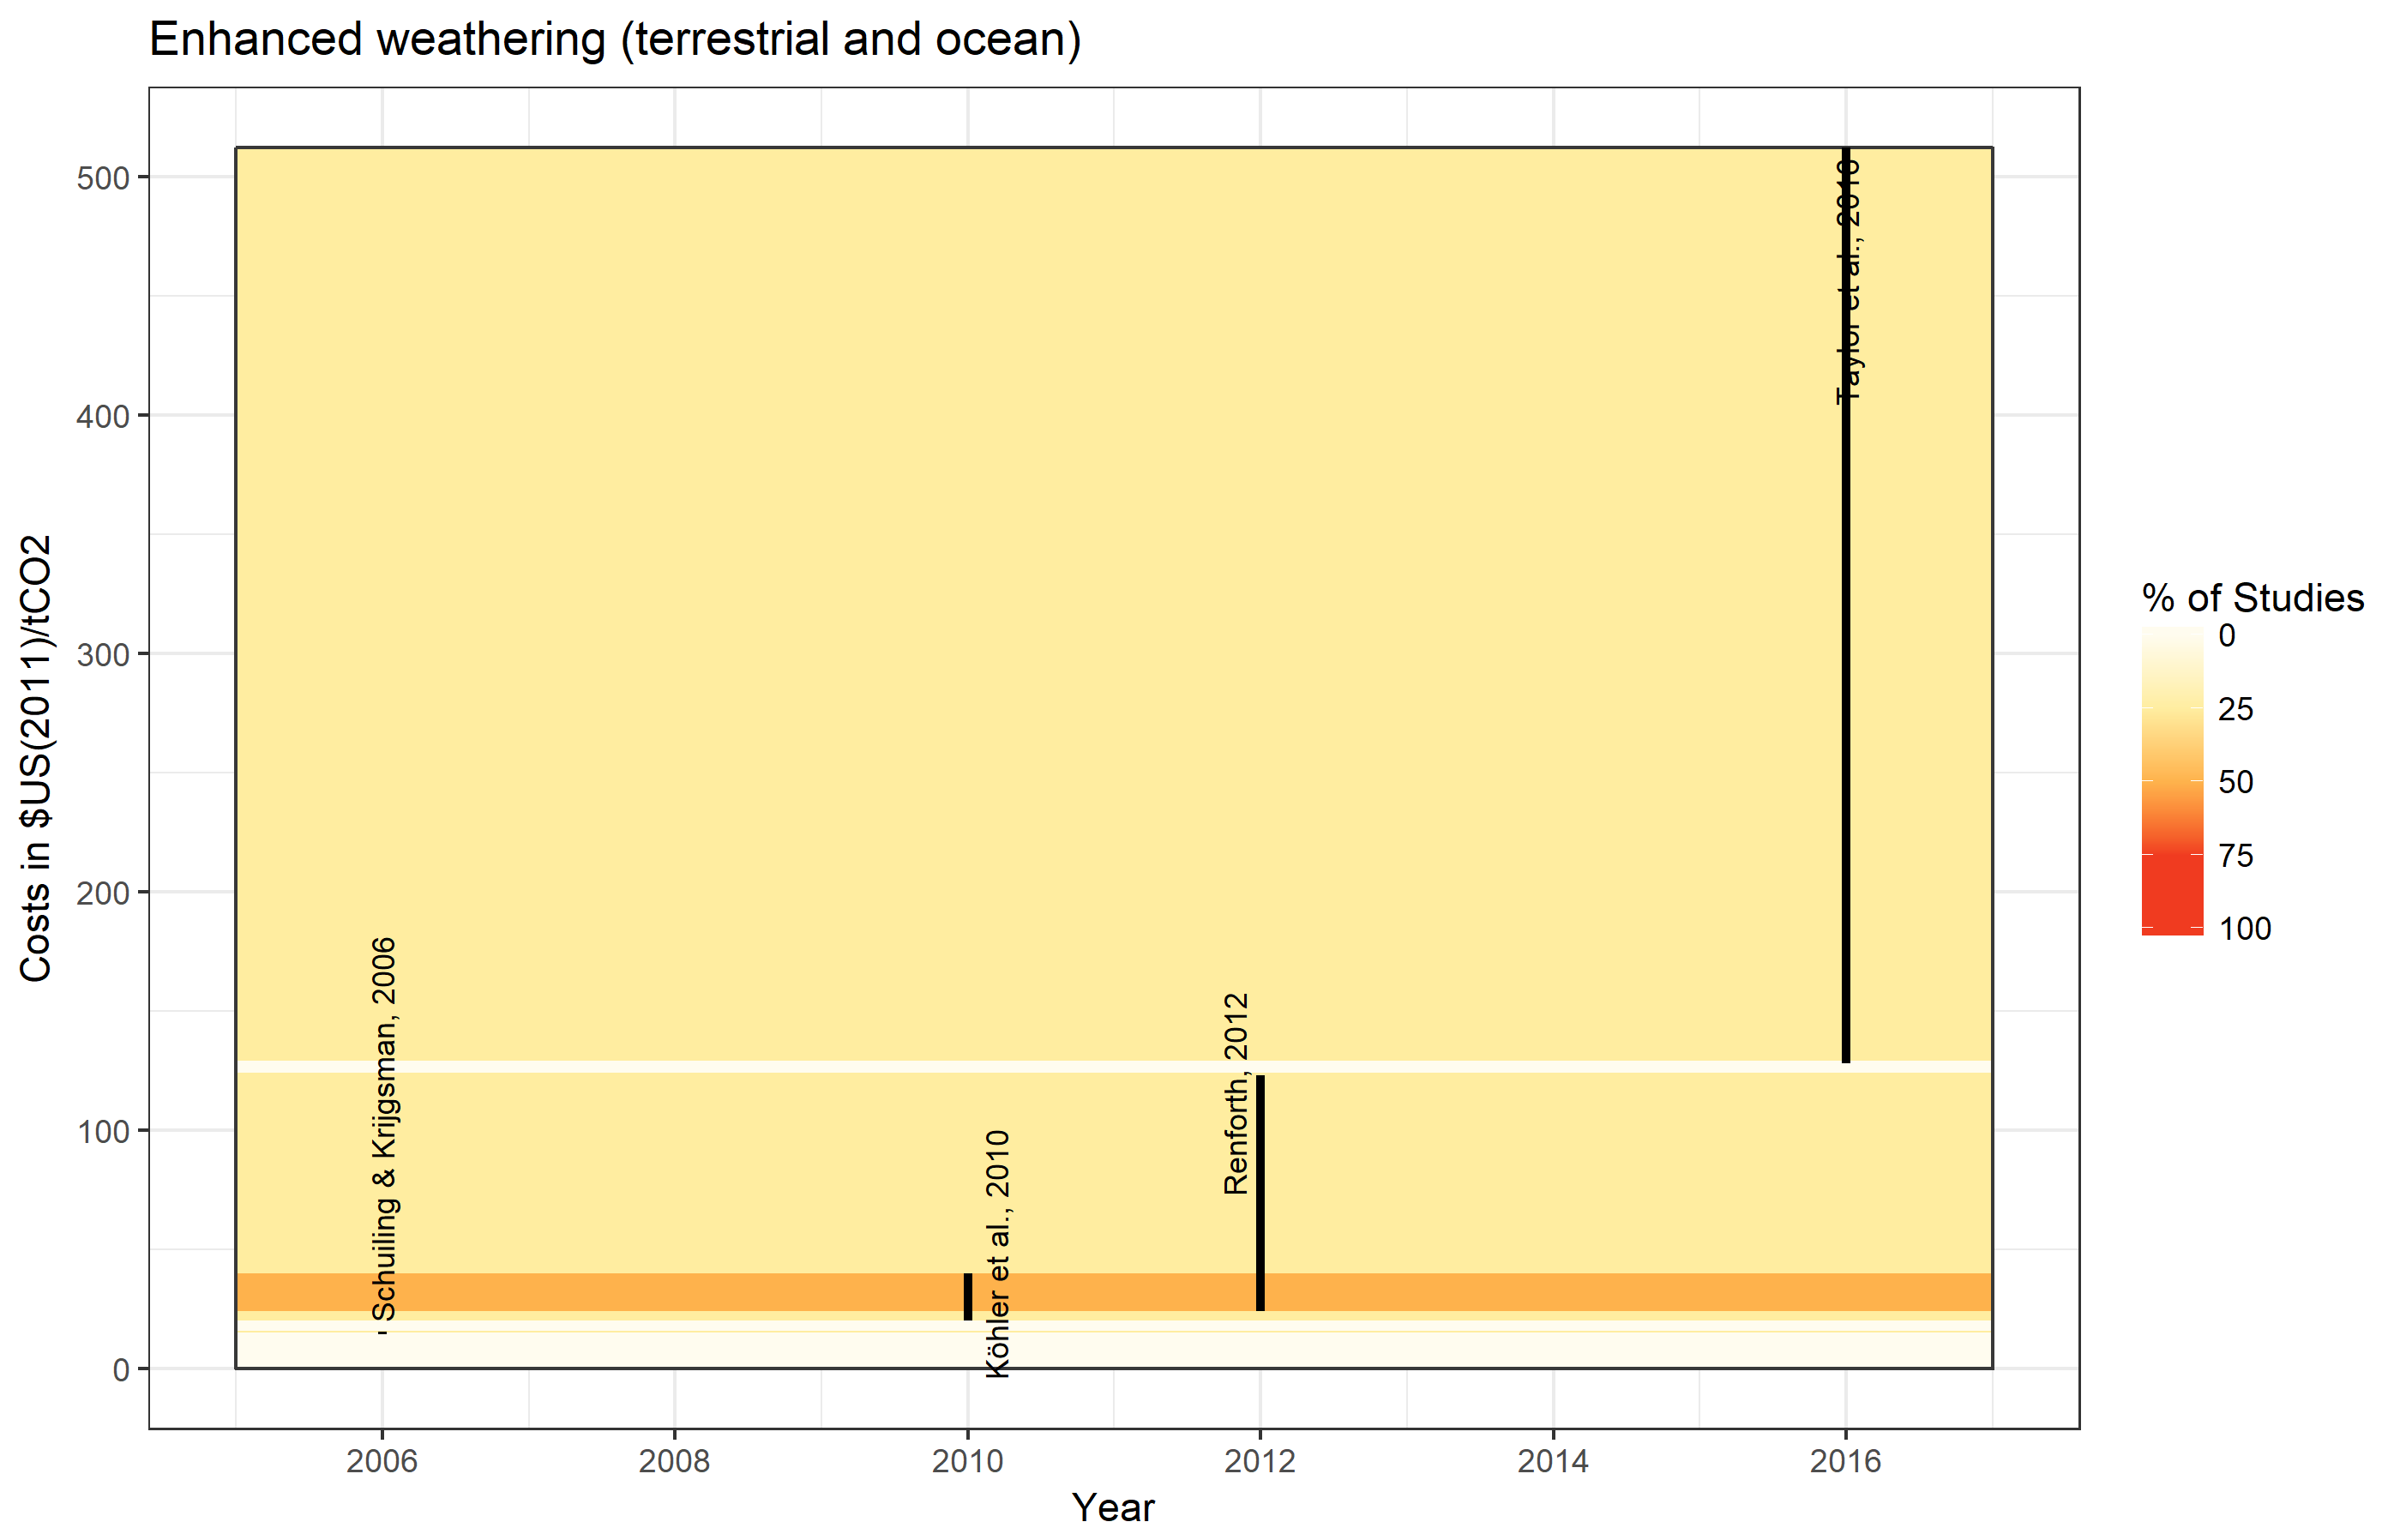 Enhanced weathering (terrestrial and ocean)
Costs in $US(2011)/tCO2
500
400
300
200
100
0
Schuiling & Krijgsman, 2006
Köhler et al., 2010
Renforth, 2012
Taylor et al., 2016
2006
2008
2010
2012
2014
2016
Year
% of Studies
0
25
50
75
100